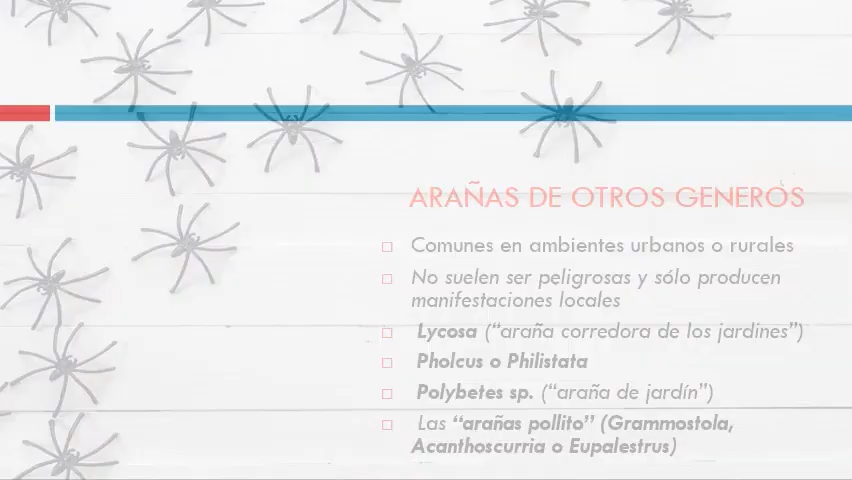 ARAÑAS DE OTROS GENEROS
Comunes en ambientes urbanos o rurales
No suelen ser peligrosas y sólo producen
manifestaciones locales
Lycosa (“araña corredora de los jardines”)
Pholcus o Philistata
Polybetes sp. (“araña de jardín”)
Las “arañas pollito” (Grammostola,
Acanthoscurria o Eupalestrus)